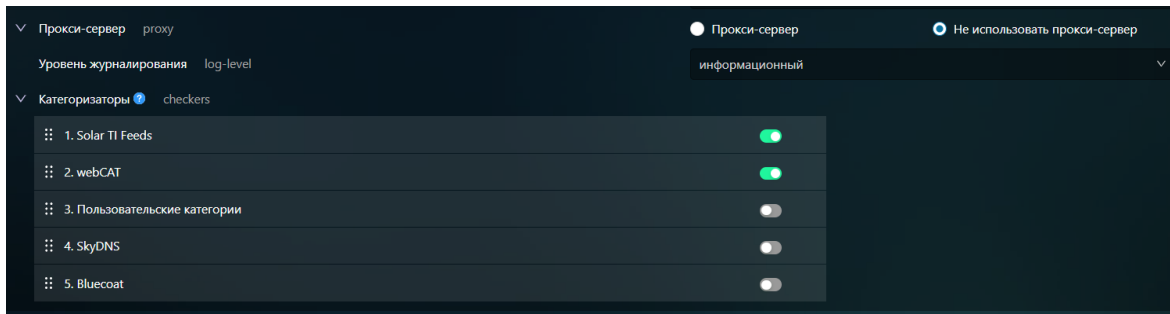 Прокси-сервер proxy Прокси-сервер Не использовать прокси-сервер
Уровень журналирования log-level информационный
Категоризаторы ? checkers
1. Solar TI Feeds
2. webCAT
3. Пользовательские категории
4. SkyDNS
5. Bluecoat